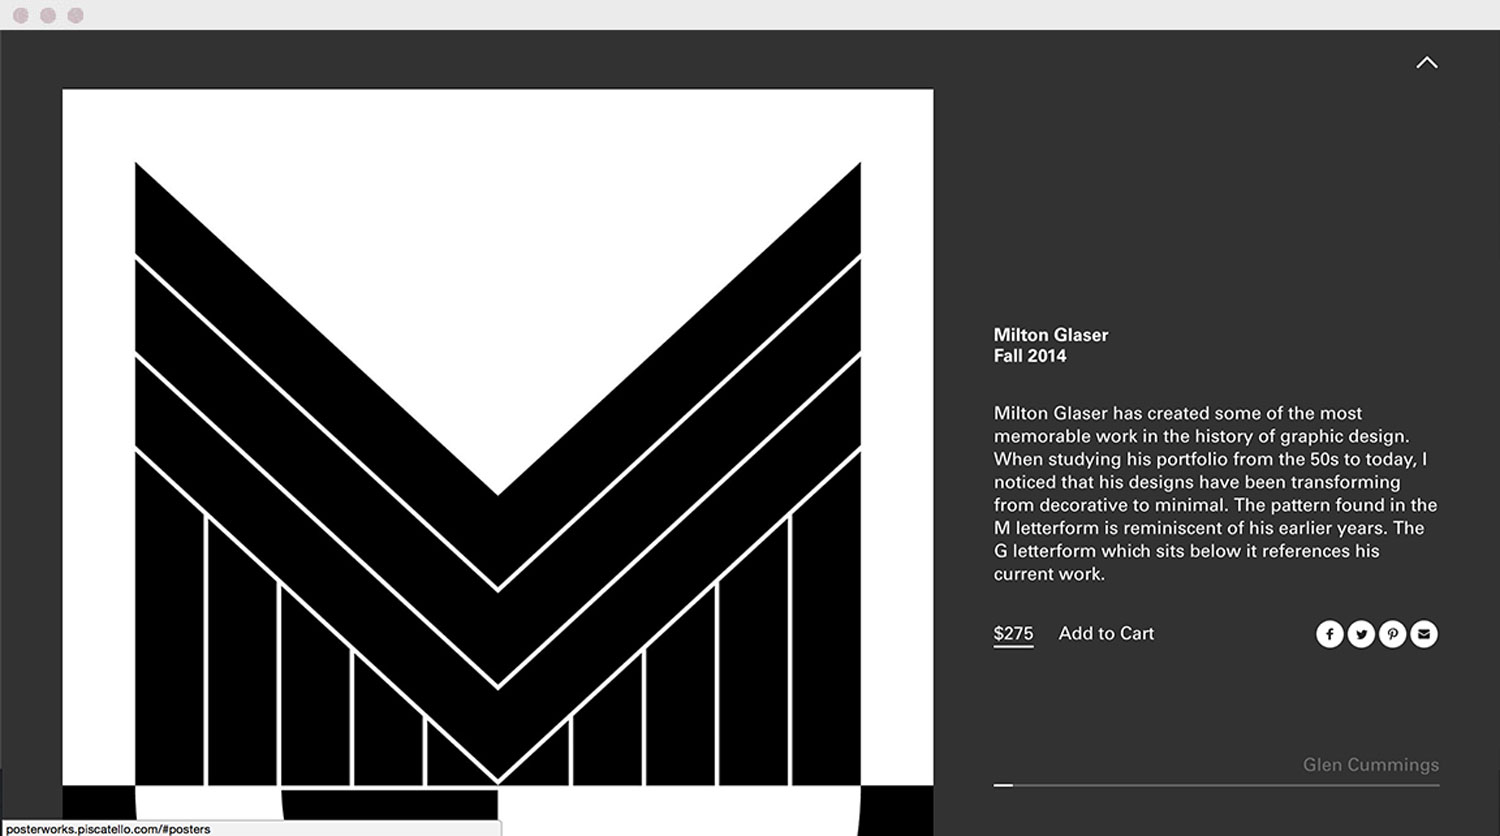 Milton Glaser
Fall 2014
Milton Glaser has created some of the most
memorable work in the history of graphic design.
When studying his portfolio from the 50s to today, I
noticed that his designs have been transforming
from decorative to minimal. The pattern found in the
M letterform is reminiscent of his earlier years. The
G letterform which sits below it references his
current work.
$275 Add to Cart
Glen Cummings
posterworks.piscatello.com/#posters